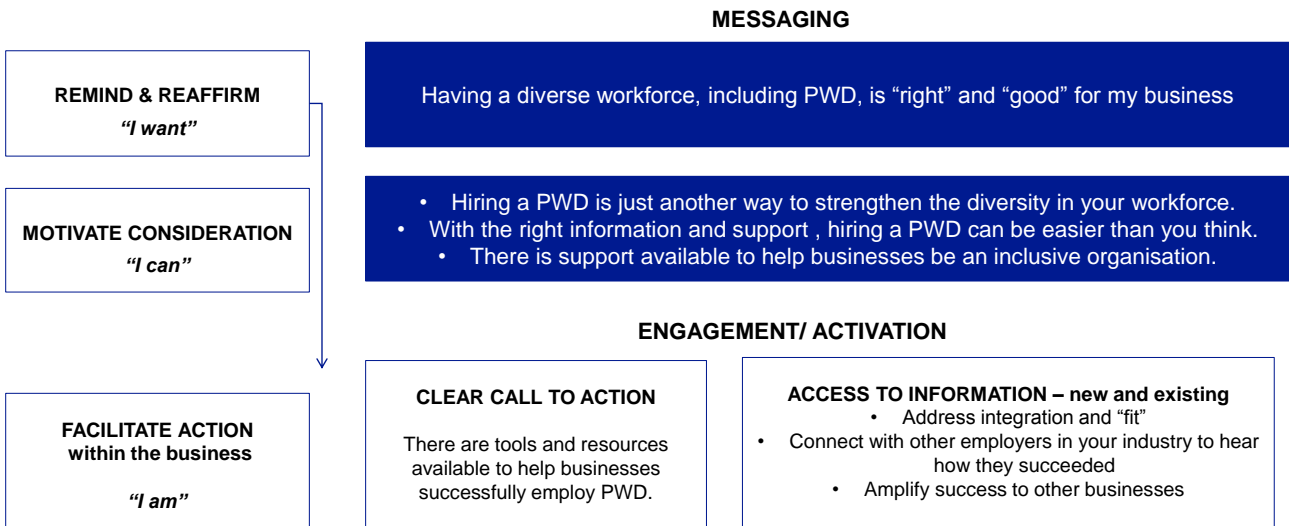 MESSAGING
REMIND & REAFFIRM
“I want”
Having a diverse workforce, including PWD, is “right” and “good” for my business
MOTIVATE CONSIDERATION
“I can”
• Hiring a PWD is just another way to strengthen the diversity in your workforce.
• With the right information and support , hiring a PWD can be easier than you think.
• There is support available to help businesses be an inclusive organisation.
ENGAGEMENT/ ACTIVATION
FACILITATE ACTION
within the business
“I am”
CLEAR CALL TO ACTION
There are tools and resources
available to help businesses
successfully employ PWD.
ACCESS TO INFORMATION – new and existing
• Address integration and “fit”
• Connect with other employers in your industry to hear
how they succeeded
• Amplify success to other businesses